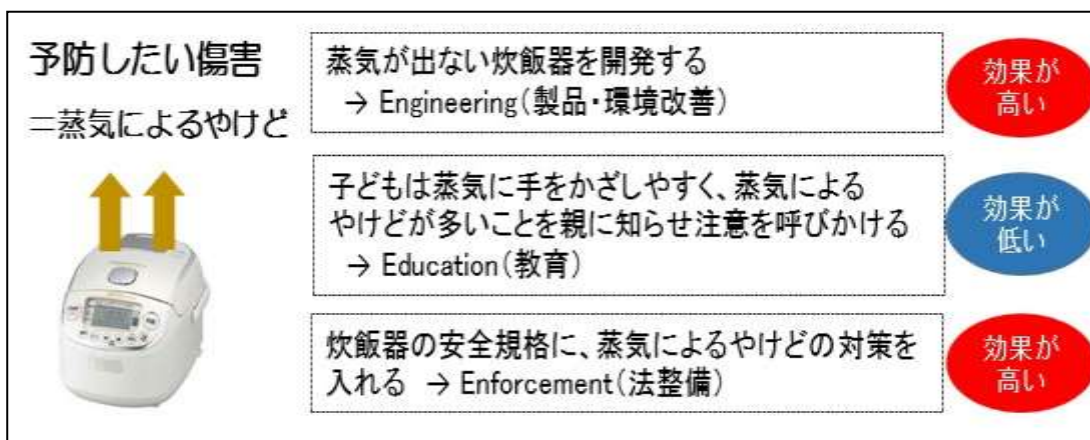 予防したい傷害
=蒸気によるやけど
蒸気が出ない炊飯器を開発する
→ Engineering(製品・環境改善)
効果が
高い
子どもは蒸気に手をかざしやすく、蒸気による
やけどが多いことを親に知らせ注意を呼びかける
→ Education(教育)
効果が
低い
炊飯器の安全規格に、蒸気によるやけどの対策を
入れる → Enforcement(法整備)
効果が
高い